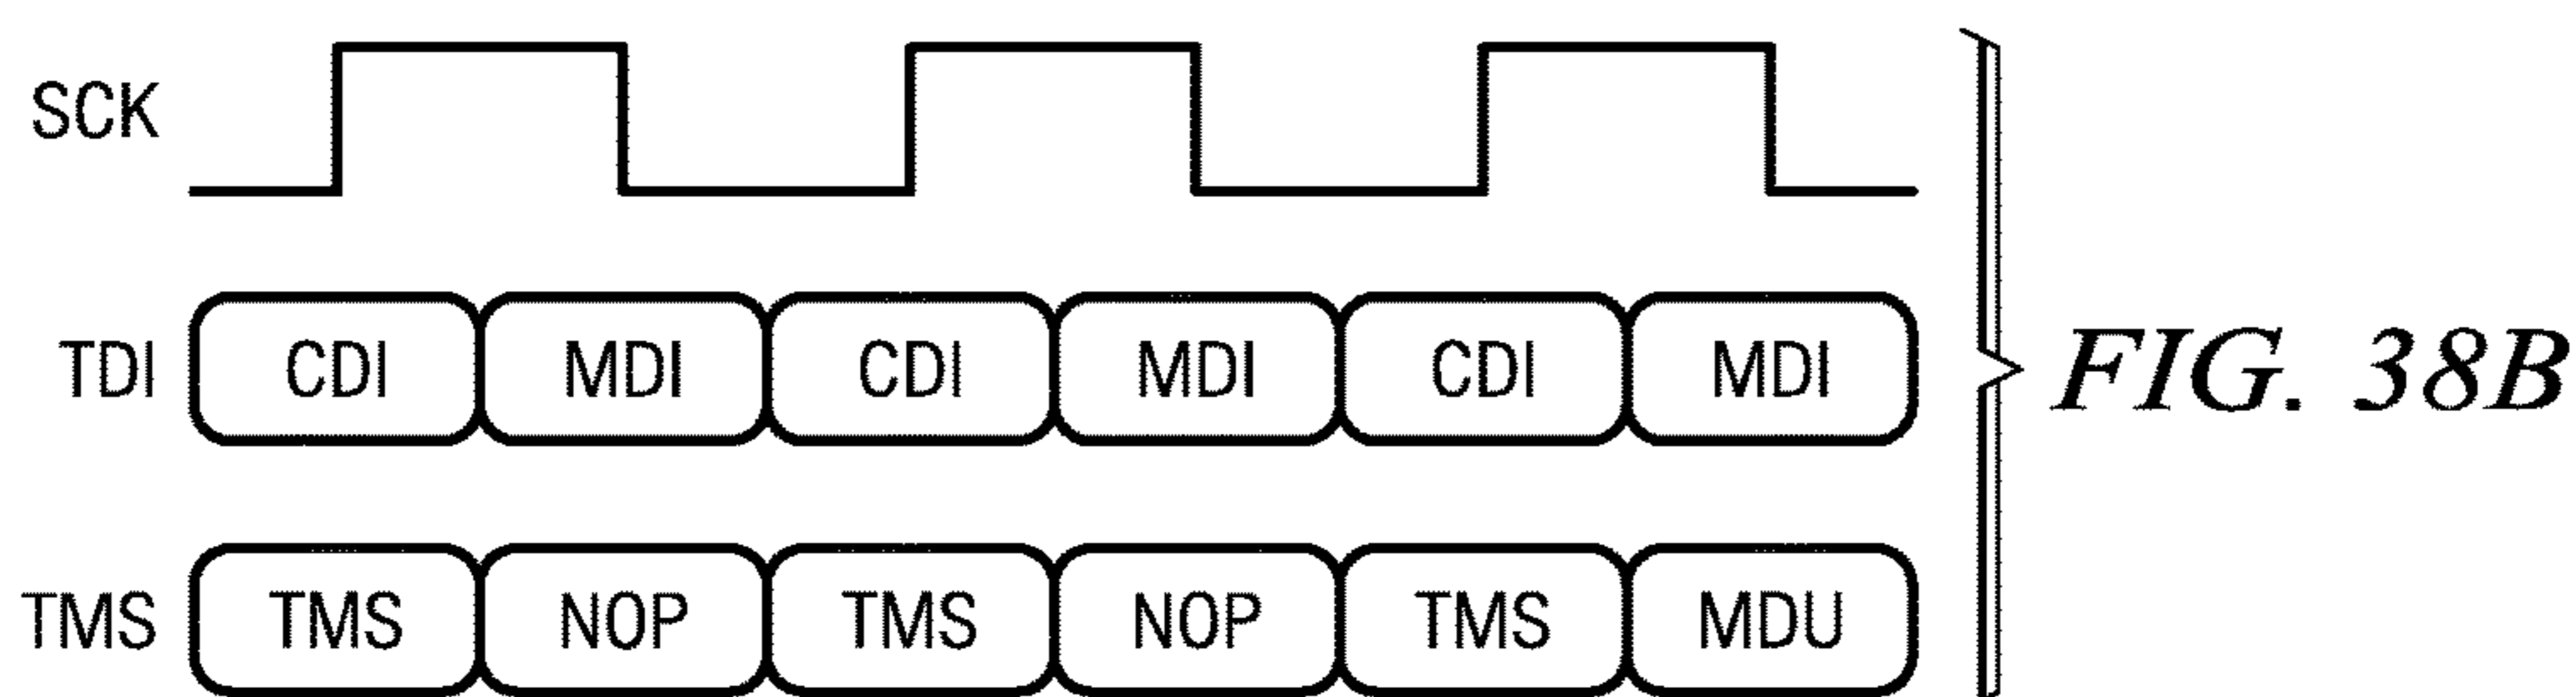 SCK
TDI CDI MDI CDI MDI CDI MDI
TMS TMS NOP TMS NOP TMS MDU
FIG. 38B